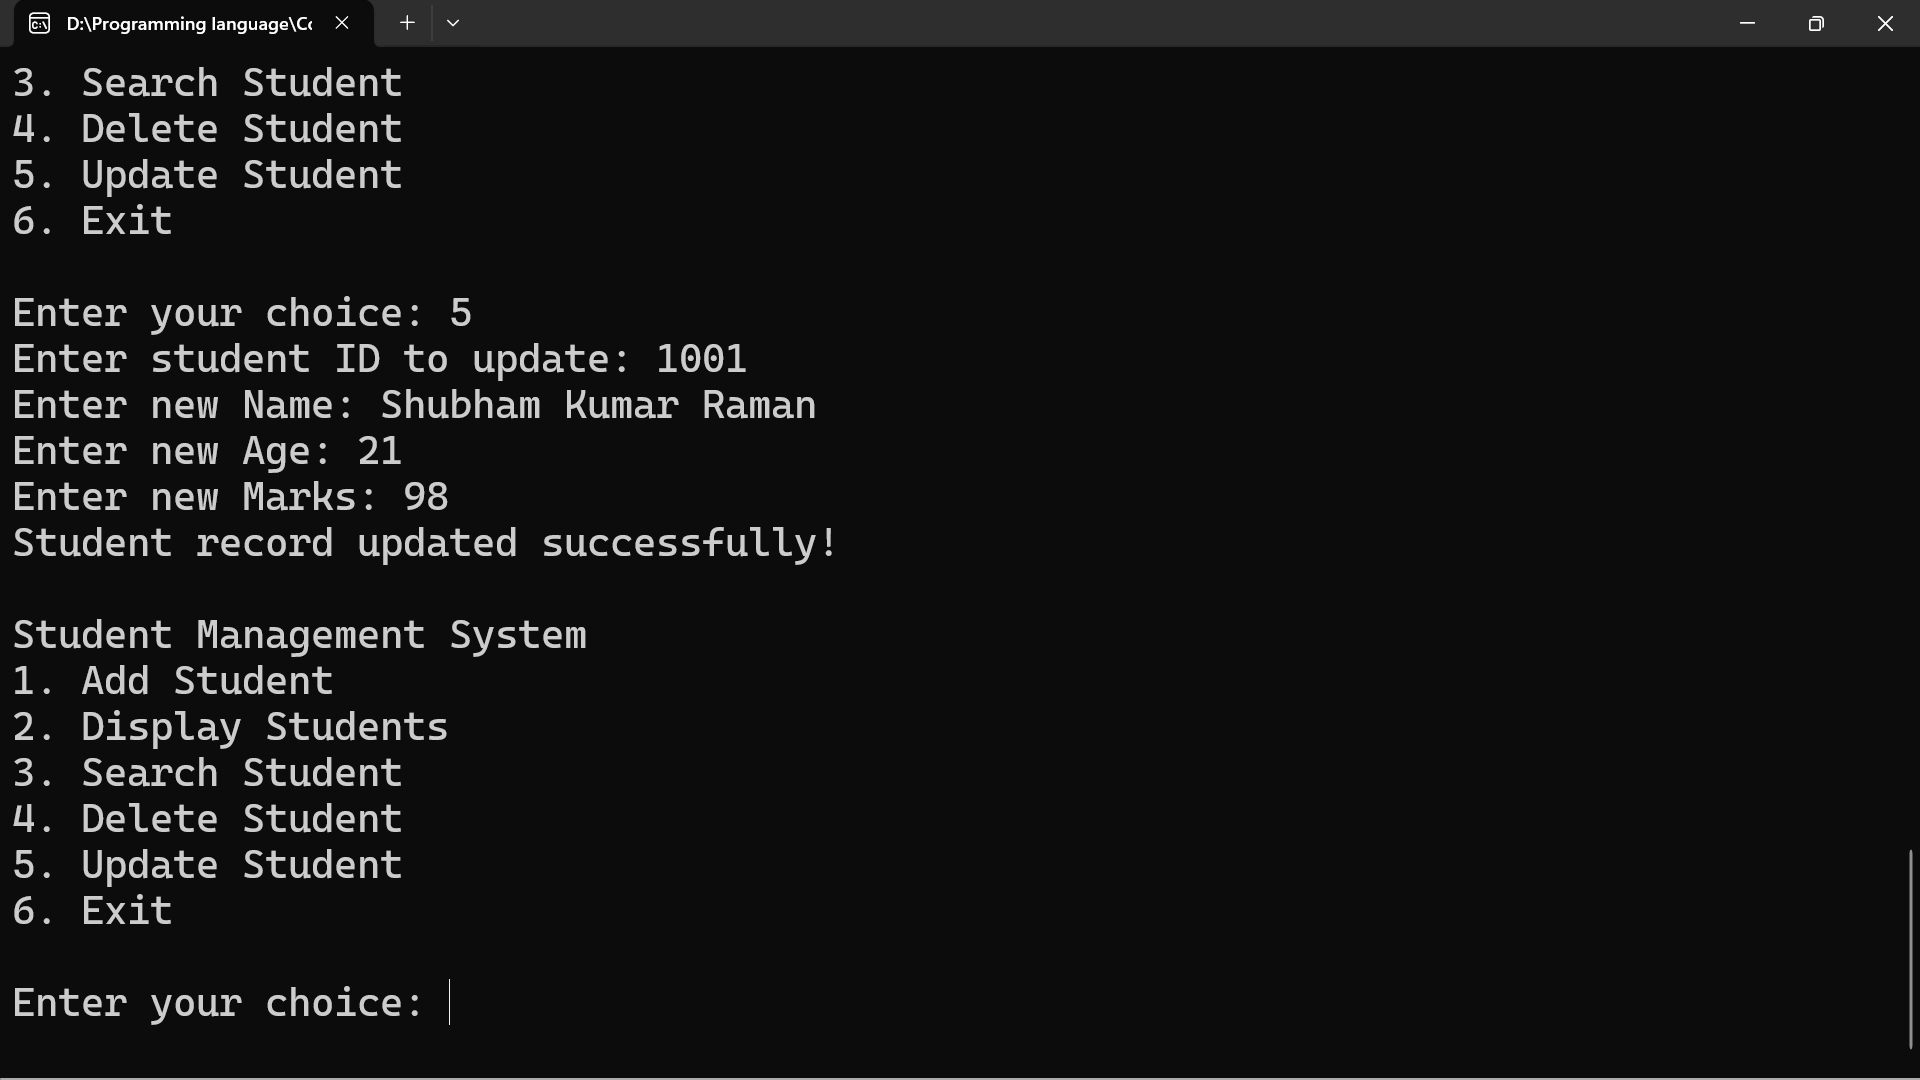 D:\Programming language\Co
3. Search Student
4. Delete Student
5. Update Student
6. Exit
Enter your choice: 5
Enter student ID to update: 1001
Enter new Name: Shubham Kumar Raman
Enter new Age: 21
Enter new Marks: 98
Student record updated successfully!
Student Management System
1. Add Student
2. Display Students
3. Search Student
4. Delete Student
5. Update Student
6. Exit
Enter your choice: